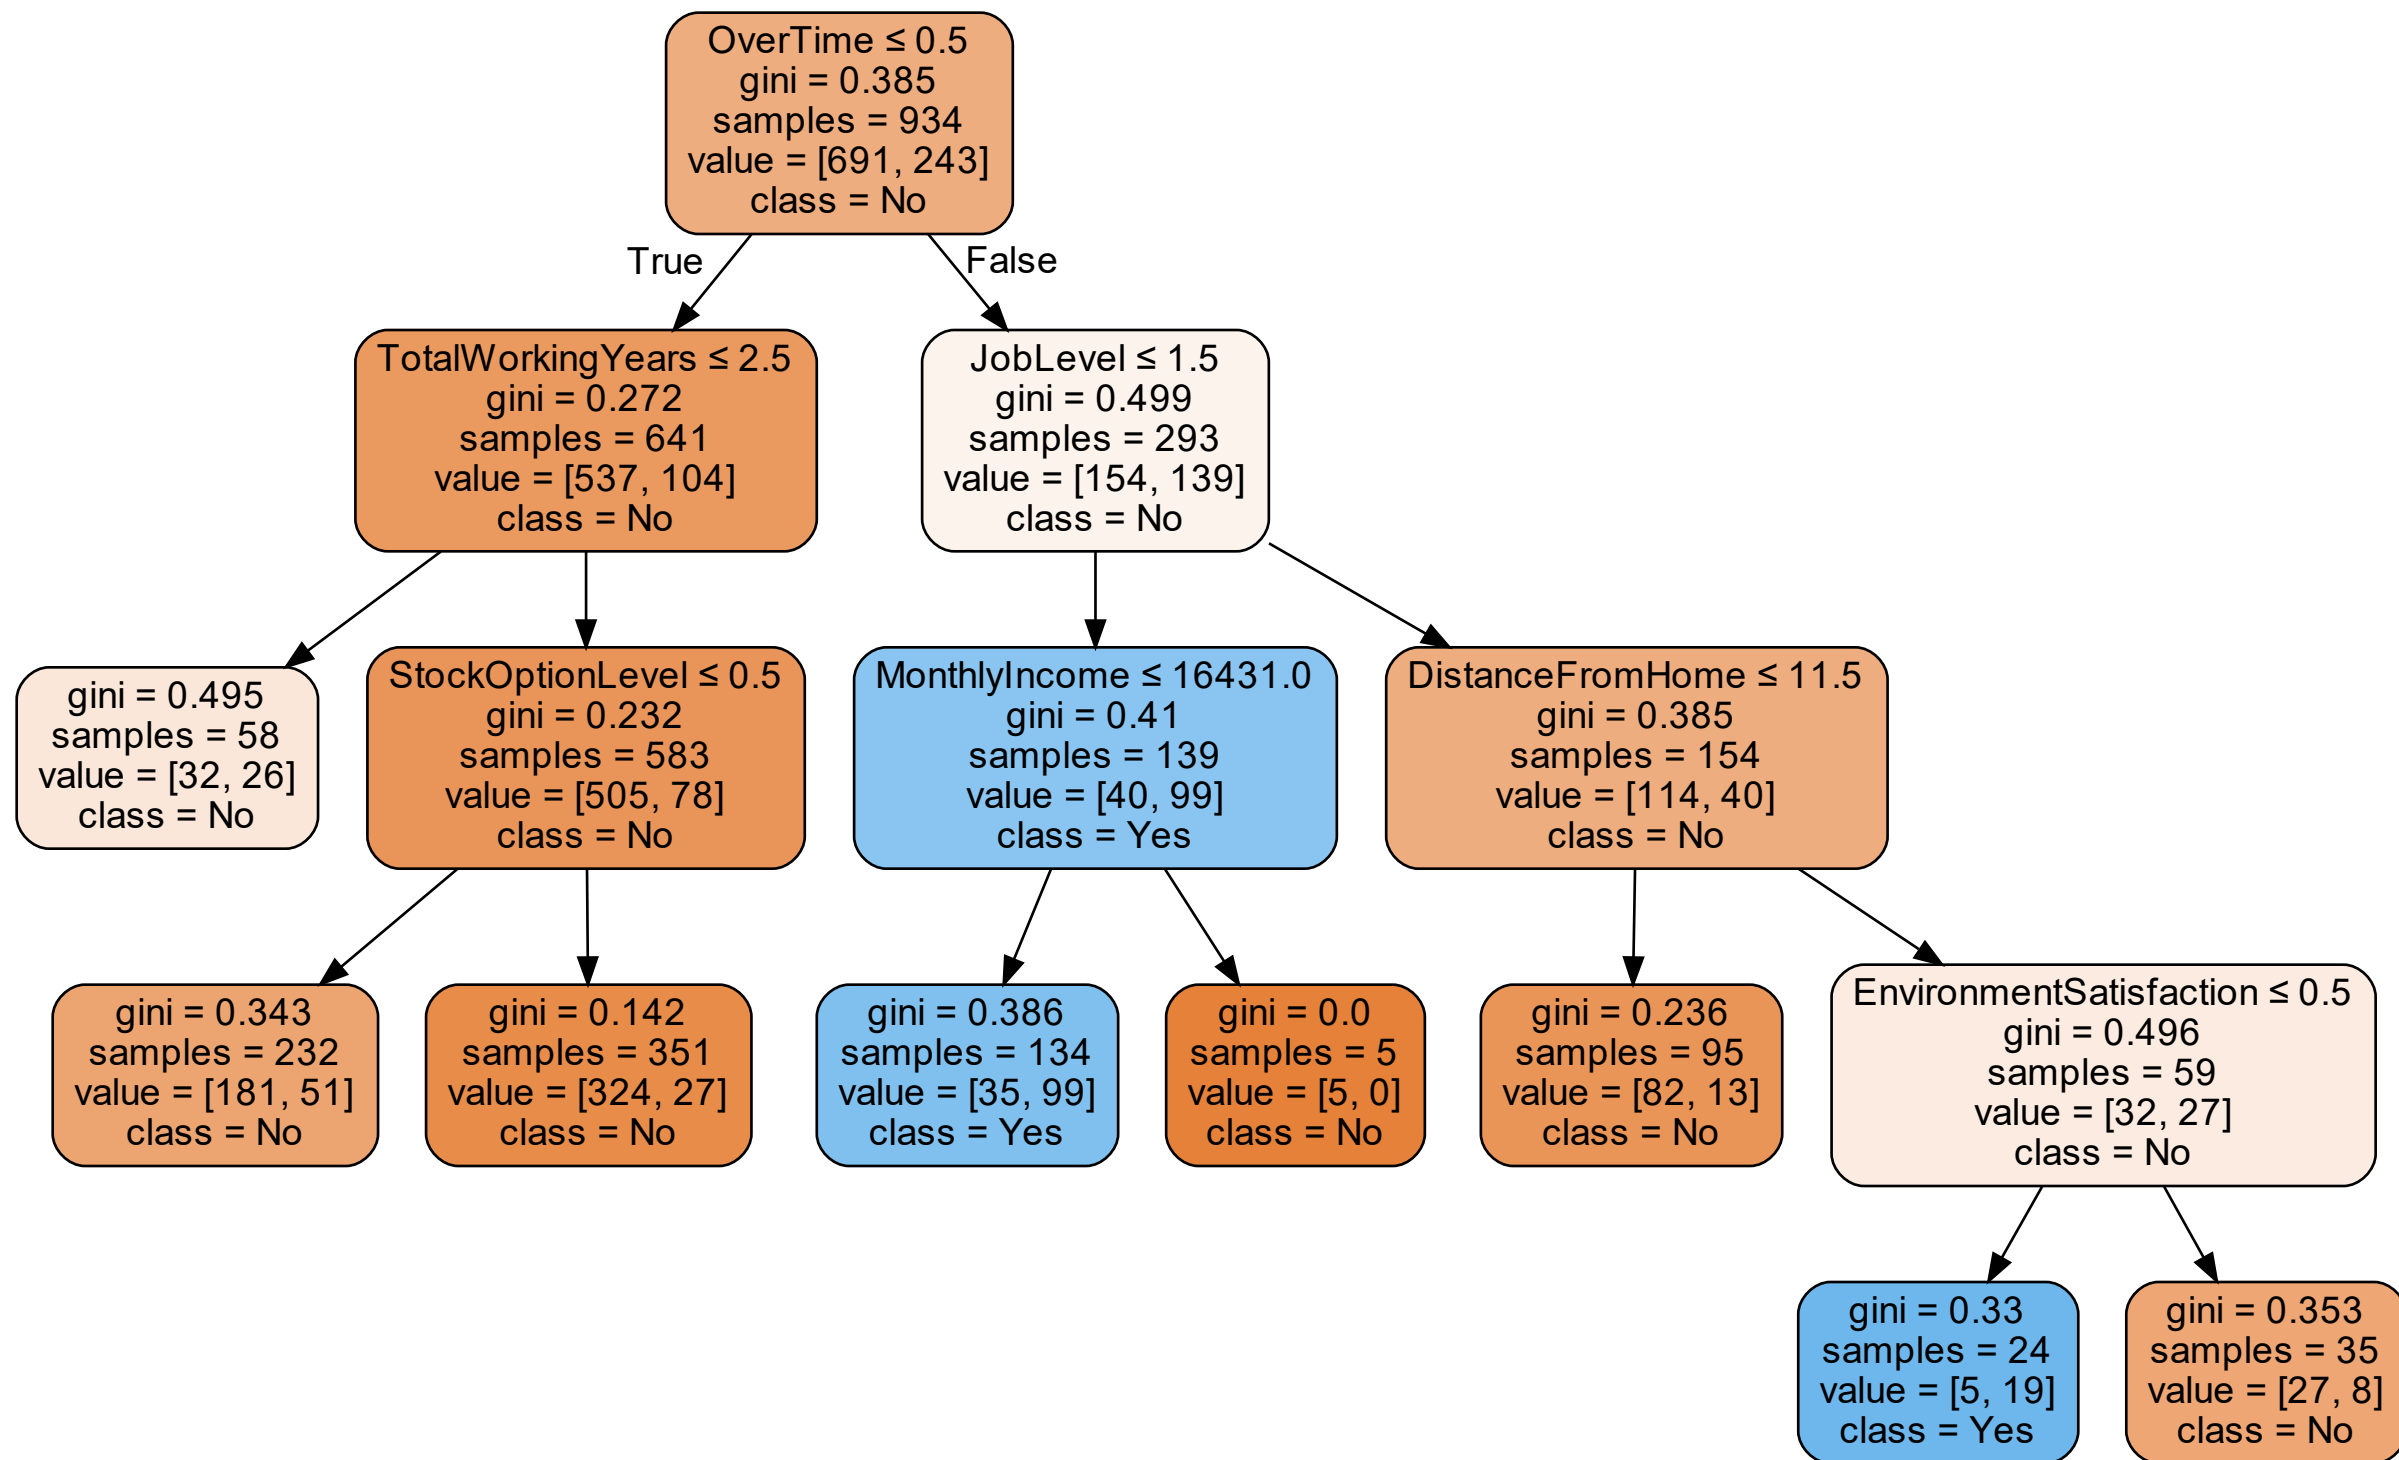 OverTime ≤ 0.5
gini = 0.385
samples = 934
value = [691, 243]
class = No
True
False
TotalWorkingYears ≤ 2.5
gini = 0.272
samples = 641
value = [537, 104]
class = No
JobLevel ≤ 1.5
gini = 0.499
samples = 293
value = [154, 139]
class = No
gini = 0.495
samples = 58
value = [32, 26]
class = No
StockOptionLevel ≤ 0.5
gini = 0.232
samples = 583
value = [505, 78]
class = No
MonthlyIncome ≤ 16431.0
gini = 0.41
samples = 139
value = [40, 99]
class = Yes
DistanceFromHome ≤ 11.5
gini = 0.385
samples = 154
value = [114, 40]
class = No
gini = 0.343
samples = 232
value = [181, 51]
class = No
gini = 0.142
samples = 351
value = [324, 27]
class = No
gini = 0.386
samples = 134
value = [35, 99]
class = Yes
gini = 0.0
samples = 5
value = [5, 0]
class = No
gini = 0.236
samples = 95
value = [82, 13]
class = No
EnvironmentSatisfaction ≤ 0.5
gini = 0.496
samples = 59
value = [32, 27]
class = No
gini = 0.33
samples = 24
value = [5, 19]
class = Yes
gini = 0.353
samples = 35
value = [27, 8]
class = No